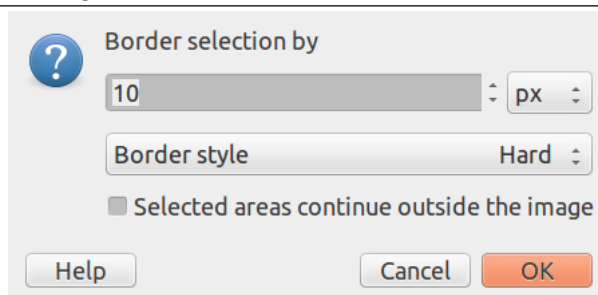 Border selection by
10 px
Border style Hard
Selected areas continue outside the image
Help Cancel OK